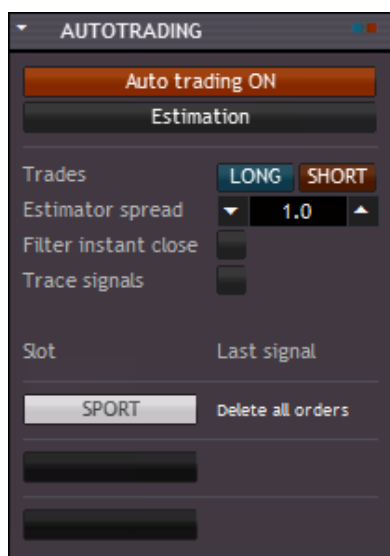 AUTOTRADING
Auto trading ON
Estimation
Trades LONG SHORT
Estimator spread 1.0
Filter instant close
Trace signals
Slot Last signal
SPORT Delete all orders